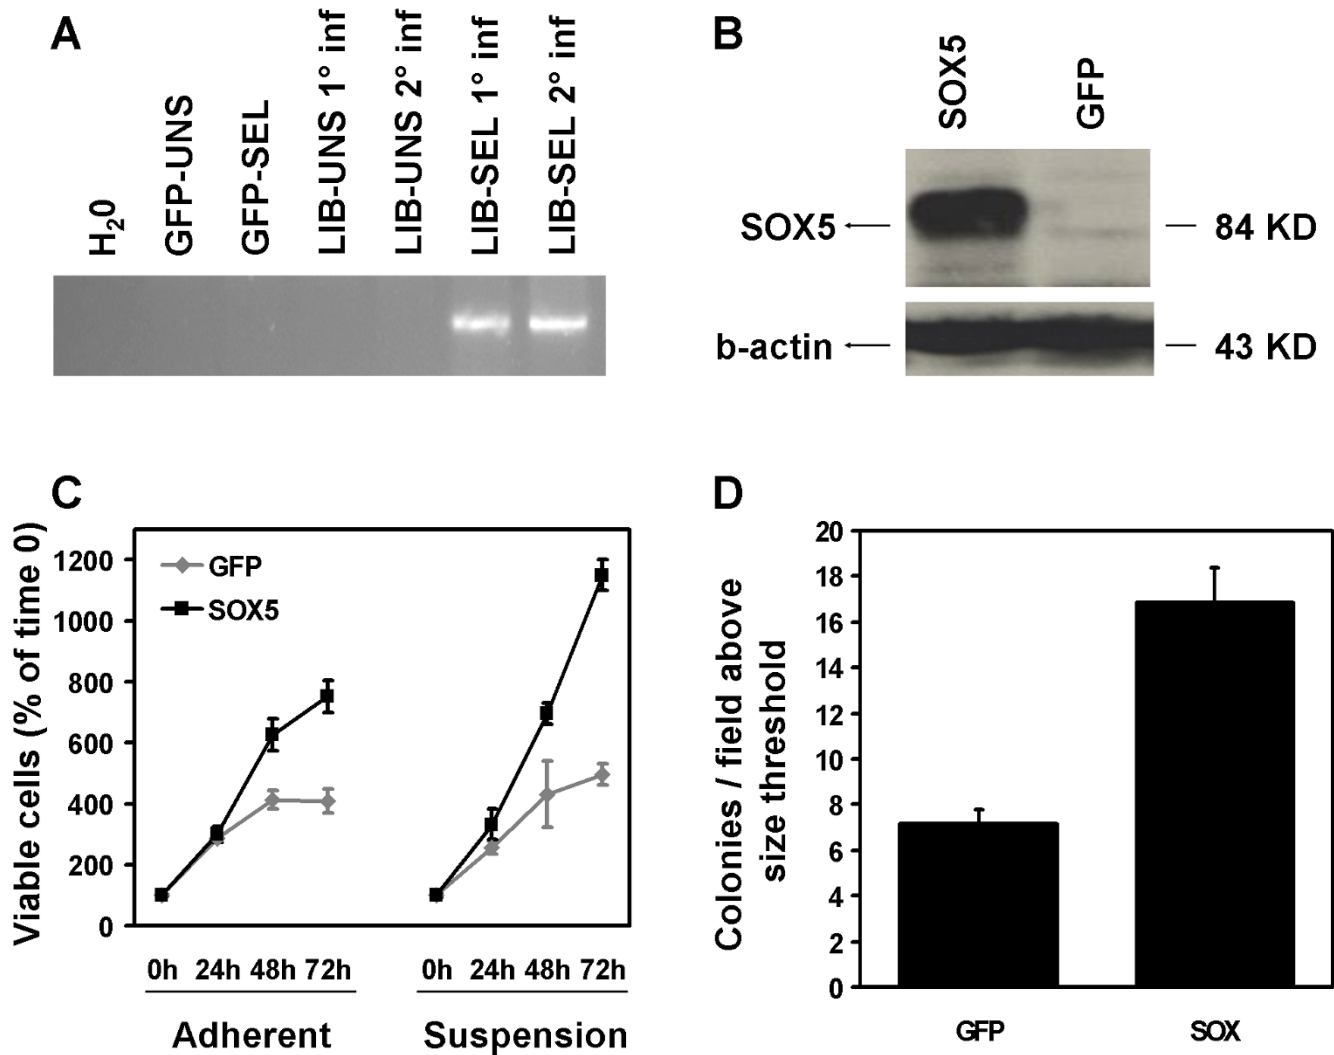 A
H20
GFP-UNS
GFP-SEL
LIB-UNS 1° inf
LIB-UNS 2° inf
LIB-SEL 1° inf
LIB-SEL 2° inf
B
SOX5
GFP
SOX5
84 KD
b-actin
43 KD
C
Viable cells (% of time 0)
1200
1000
800
600
400
200
0
GFP
SOX5
0h 24h 48h 72h
0h 24h 48h 72h
Adherent
Suspension
D
Colonies / field above
size threshold
20
18
16
14
12
10
8
6
4
2
0
GFP
SOX